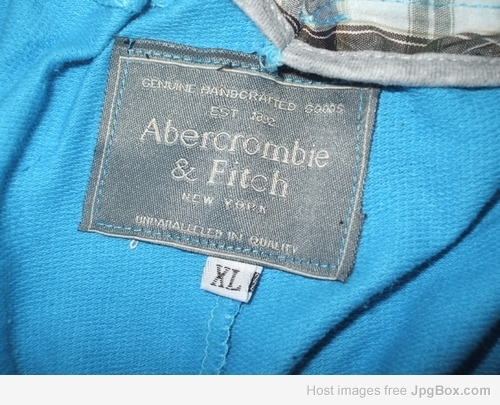 GENUINE HANDCRAFTED GOODS
EST 1892
Abercrombie
& Fitch
NEW YORK
UNPARALLELED IN QUALITY
XL
Host images free JpgBox.com